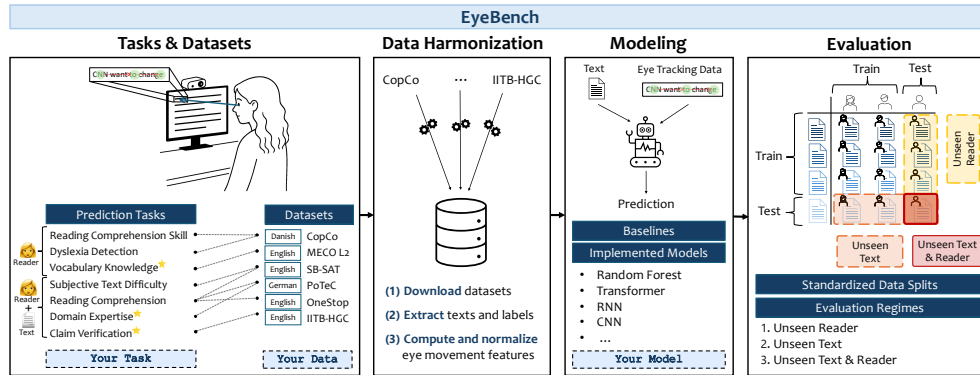 EyeBench
Tasks & Datasets
CNN want to change
Prediction Tasks
Datasets
Reader
Reading Comprehension Skill
Dyslexia Detection
Vocabulary Knowledge
Reader
+
Text
Subjective Text Difficulty
Reading Comprehension
Domain Expertise
Claim Verification
Danish CopCo
English MECO L2
English SB-SAT
German PoTeC
English OneStop
English IITB-HGC
Your Task
Your Data
Data Harmonization
CopCo ... IITB-HGC
(1) Download datasets
(2) Extract texts and labels
(3) Compute and normalize
eye movement features
Modeling
Text
Eye Tracking Data
CNN want to change
Prediction
Baselines
Implemented Models
• Random Forest
• Transformer
• RNN
• CNN
• ...
Your Model
Evaluation
Train
Test
Train
Test
Unseen
Reader
Unseen
Text
Unseen Text
& Reader
Standardized Data Splits
Evaluation Regimes
1. Unseen Reader
2. Unseen Text
3. Unseen Text & Reader